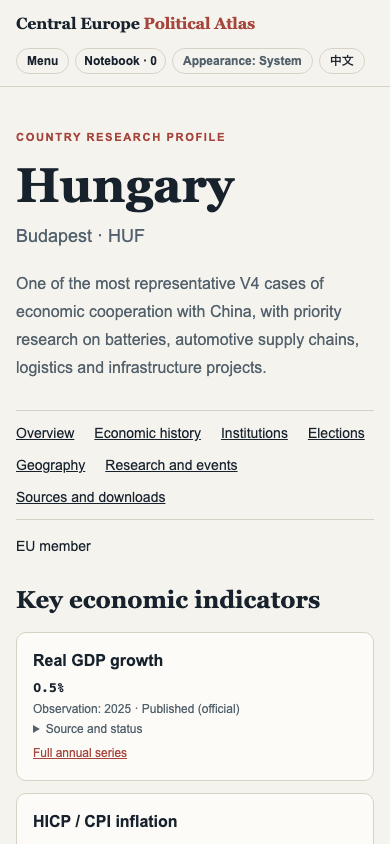 Central Europe Political Atlas
Menu
Notebook · 0
Appearance: System
中文
COUNTRY RESEARCH PROFILE
Hungary
Budapest · HUF
One of the most representative V4 cases of
economic cooperation with China, with priority
research on batteries, automotive supply chains,
logistics and infrastructure projects.
Overview Economic history Institutions Elections
Geography Research and events
Sources and downloads
EU member
Key economic indicators
Real GDP growth
0.5%
Observation: 2025 · Published (official)
Source and status
Full annual series
HICP / CPI inflation